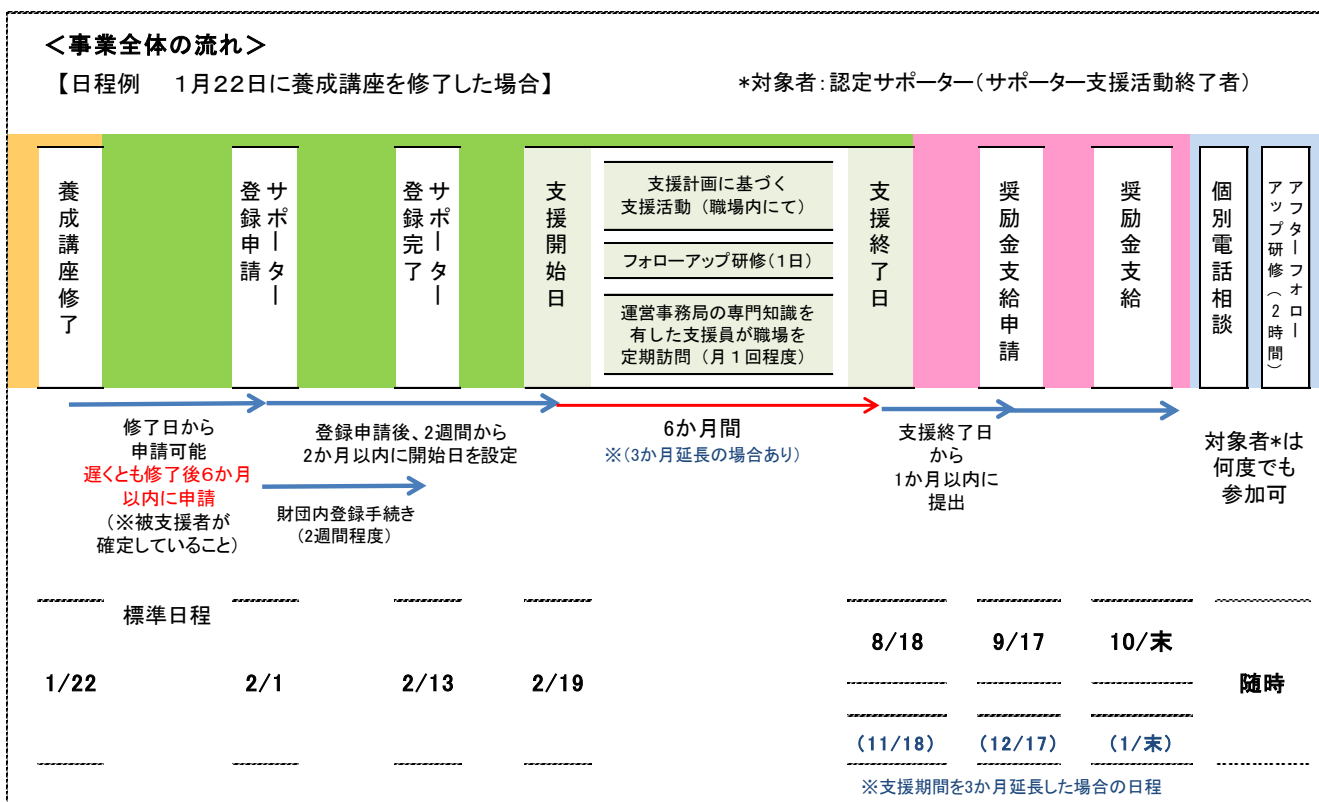 ＜事業全体の流れ＞
【日程例　１月２２日に養成講座を修了した場合】
*対象者：認定サポーター（サポーター支援活動終了者）
養成講座修了
サポーター
登録申請
サポーター
登録完了
支援開始日
支援計画に基づく
支援活動（職場内にて）
フォローアップ研修（１日）
運営事務局の専門知識を
有した支援員が職場を
定期訪問（月１回程度）
支援終了日
奨励金支給申請
奨励金支給
個別電話相談
アフターフォロー
アップ研修（２時間）
修了日から
申請可能
遅くとも修了後６か月
以内に申請
（※被支援者が
確定していること）
登録申請後、２週間から
２か月以内に開始日を設定
財団内登録手続き
（２週間程度）
６か月間
※（３か月延長の場合あり）
支援終了日
から
１か月以内に
提出
対象者*は
何度でも
参加可
標準日程
1/22
2/1
2/13
2/19
8/18
9/17
10/末
随時
(11/18)
(12/17)
(1/末)
※支援期間を3か月延長した場合の日程